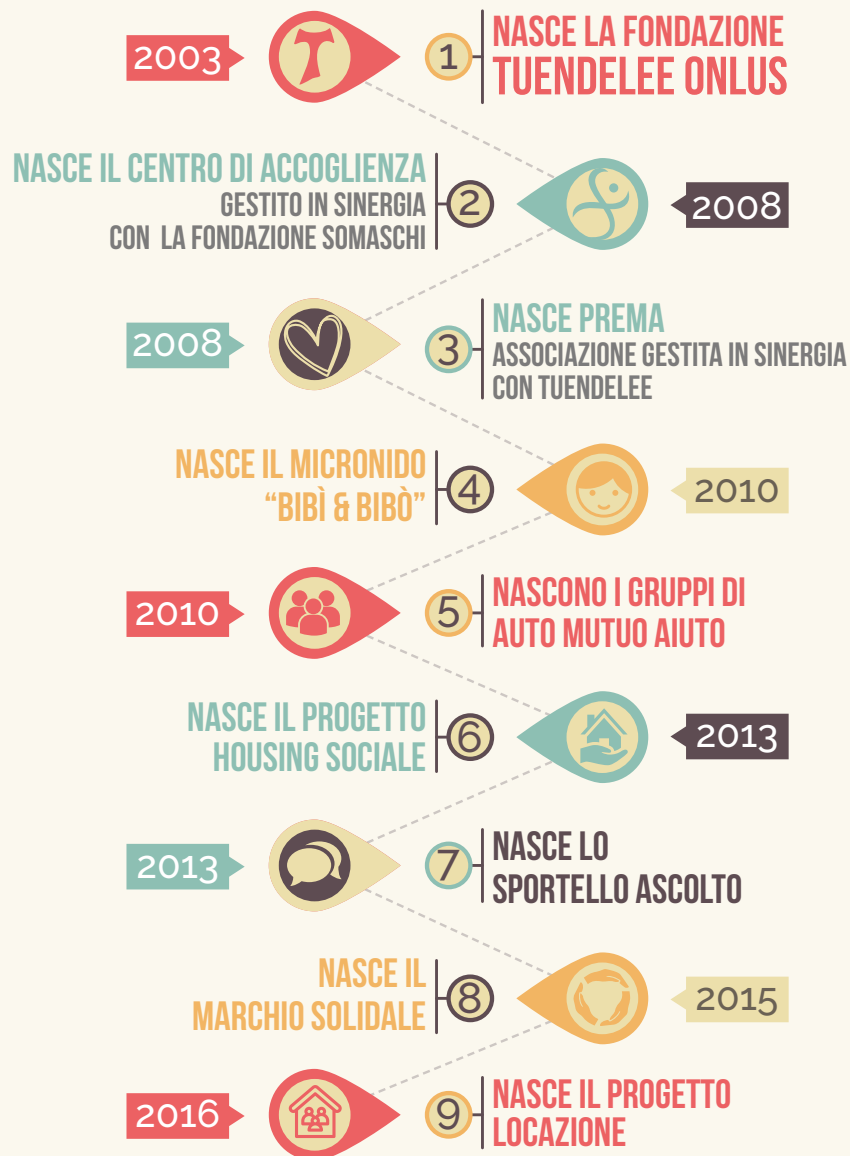 2003
1
NASCE LA FONDAZIONE
TUENDELEE ONLUS
NASCE IL CENTRO DI ACCOGLIENZA
GESTITO IN SINERGIA
CON LA FONDAZIONE SOMASCHI
2
2008
2008
3
NASCE PREMA
ASSOCIAZIONE GESTITA IN SINERGIA
CON TUENDELEE
NASCE IL MICRONIDO
“BIBÌ & BIBÒ”
4
2010
2010
5
NASCONO I GRUPPI DI
AUTO MUTUO AIUTO
NASCE IL PROGETTO
HOUSING SOCIALE
6
2013
2013
7
NASCE LO
SPORTELLO ASCOLTO
NASCE IL
MARCHIO SOLIDALE
8
2015
2016
9
NASCE IL PROGETTO
LOCAZIONE